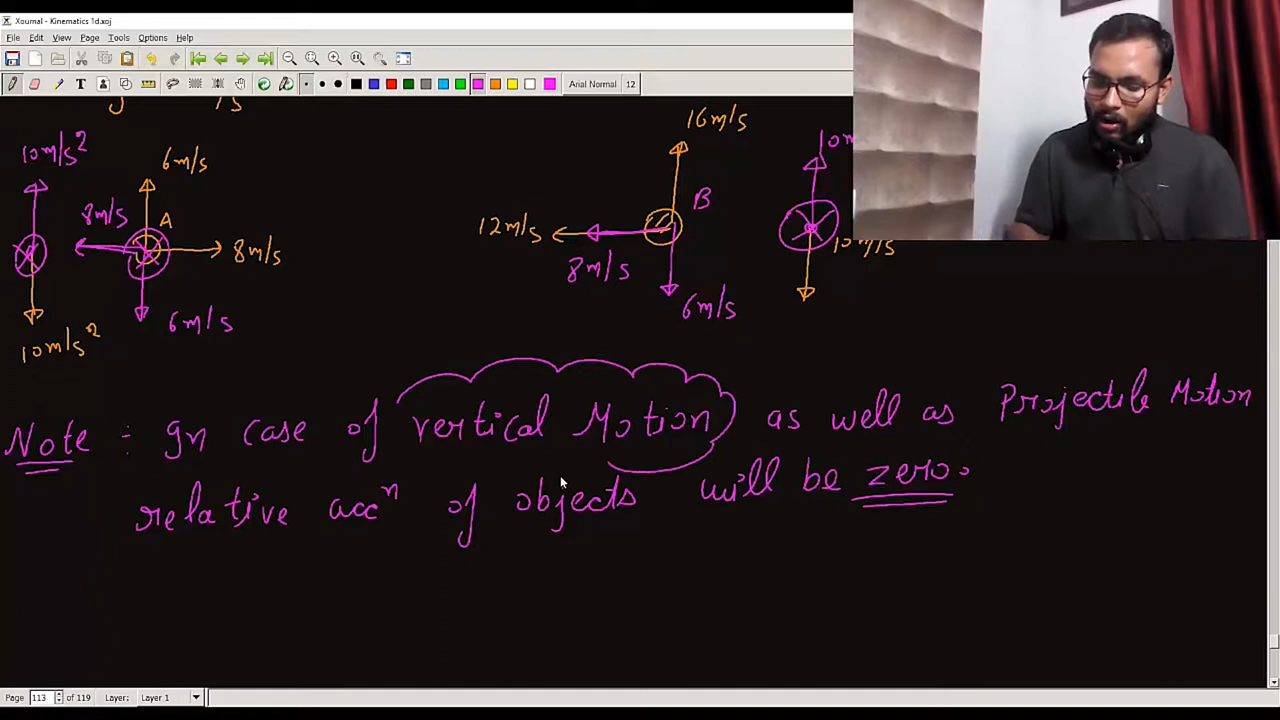 Xournal - Kinematics 1d.xoj
File Edit View Page Tools Options Help
Arial Normal 12
10m/s²
6m/s
8m/s
A
8m/s
6m/s
10m/s²
16m/s
B
12m/s
8m/s
6m/s
10m/s
Note :- In case of vertical Motion as well as Projectile Motion
relative accⁿ of objects will be zero.
Page 113 of 119 Layer: Layer 1